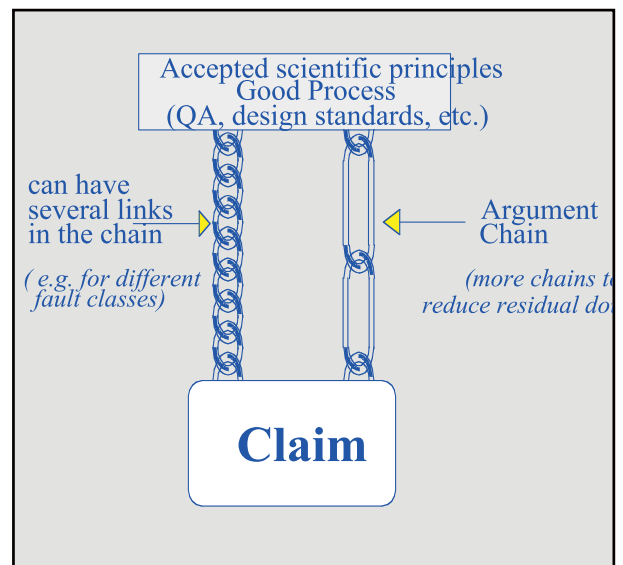 Accepted scientific principles
Good Process
(QA, design standards, etc.)
can have
several links
in the chain
( e.g. for different
fault classes)
Argument
Chain
(more chains
reduce residual
Claim